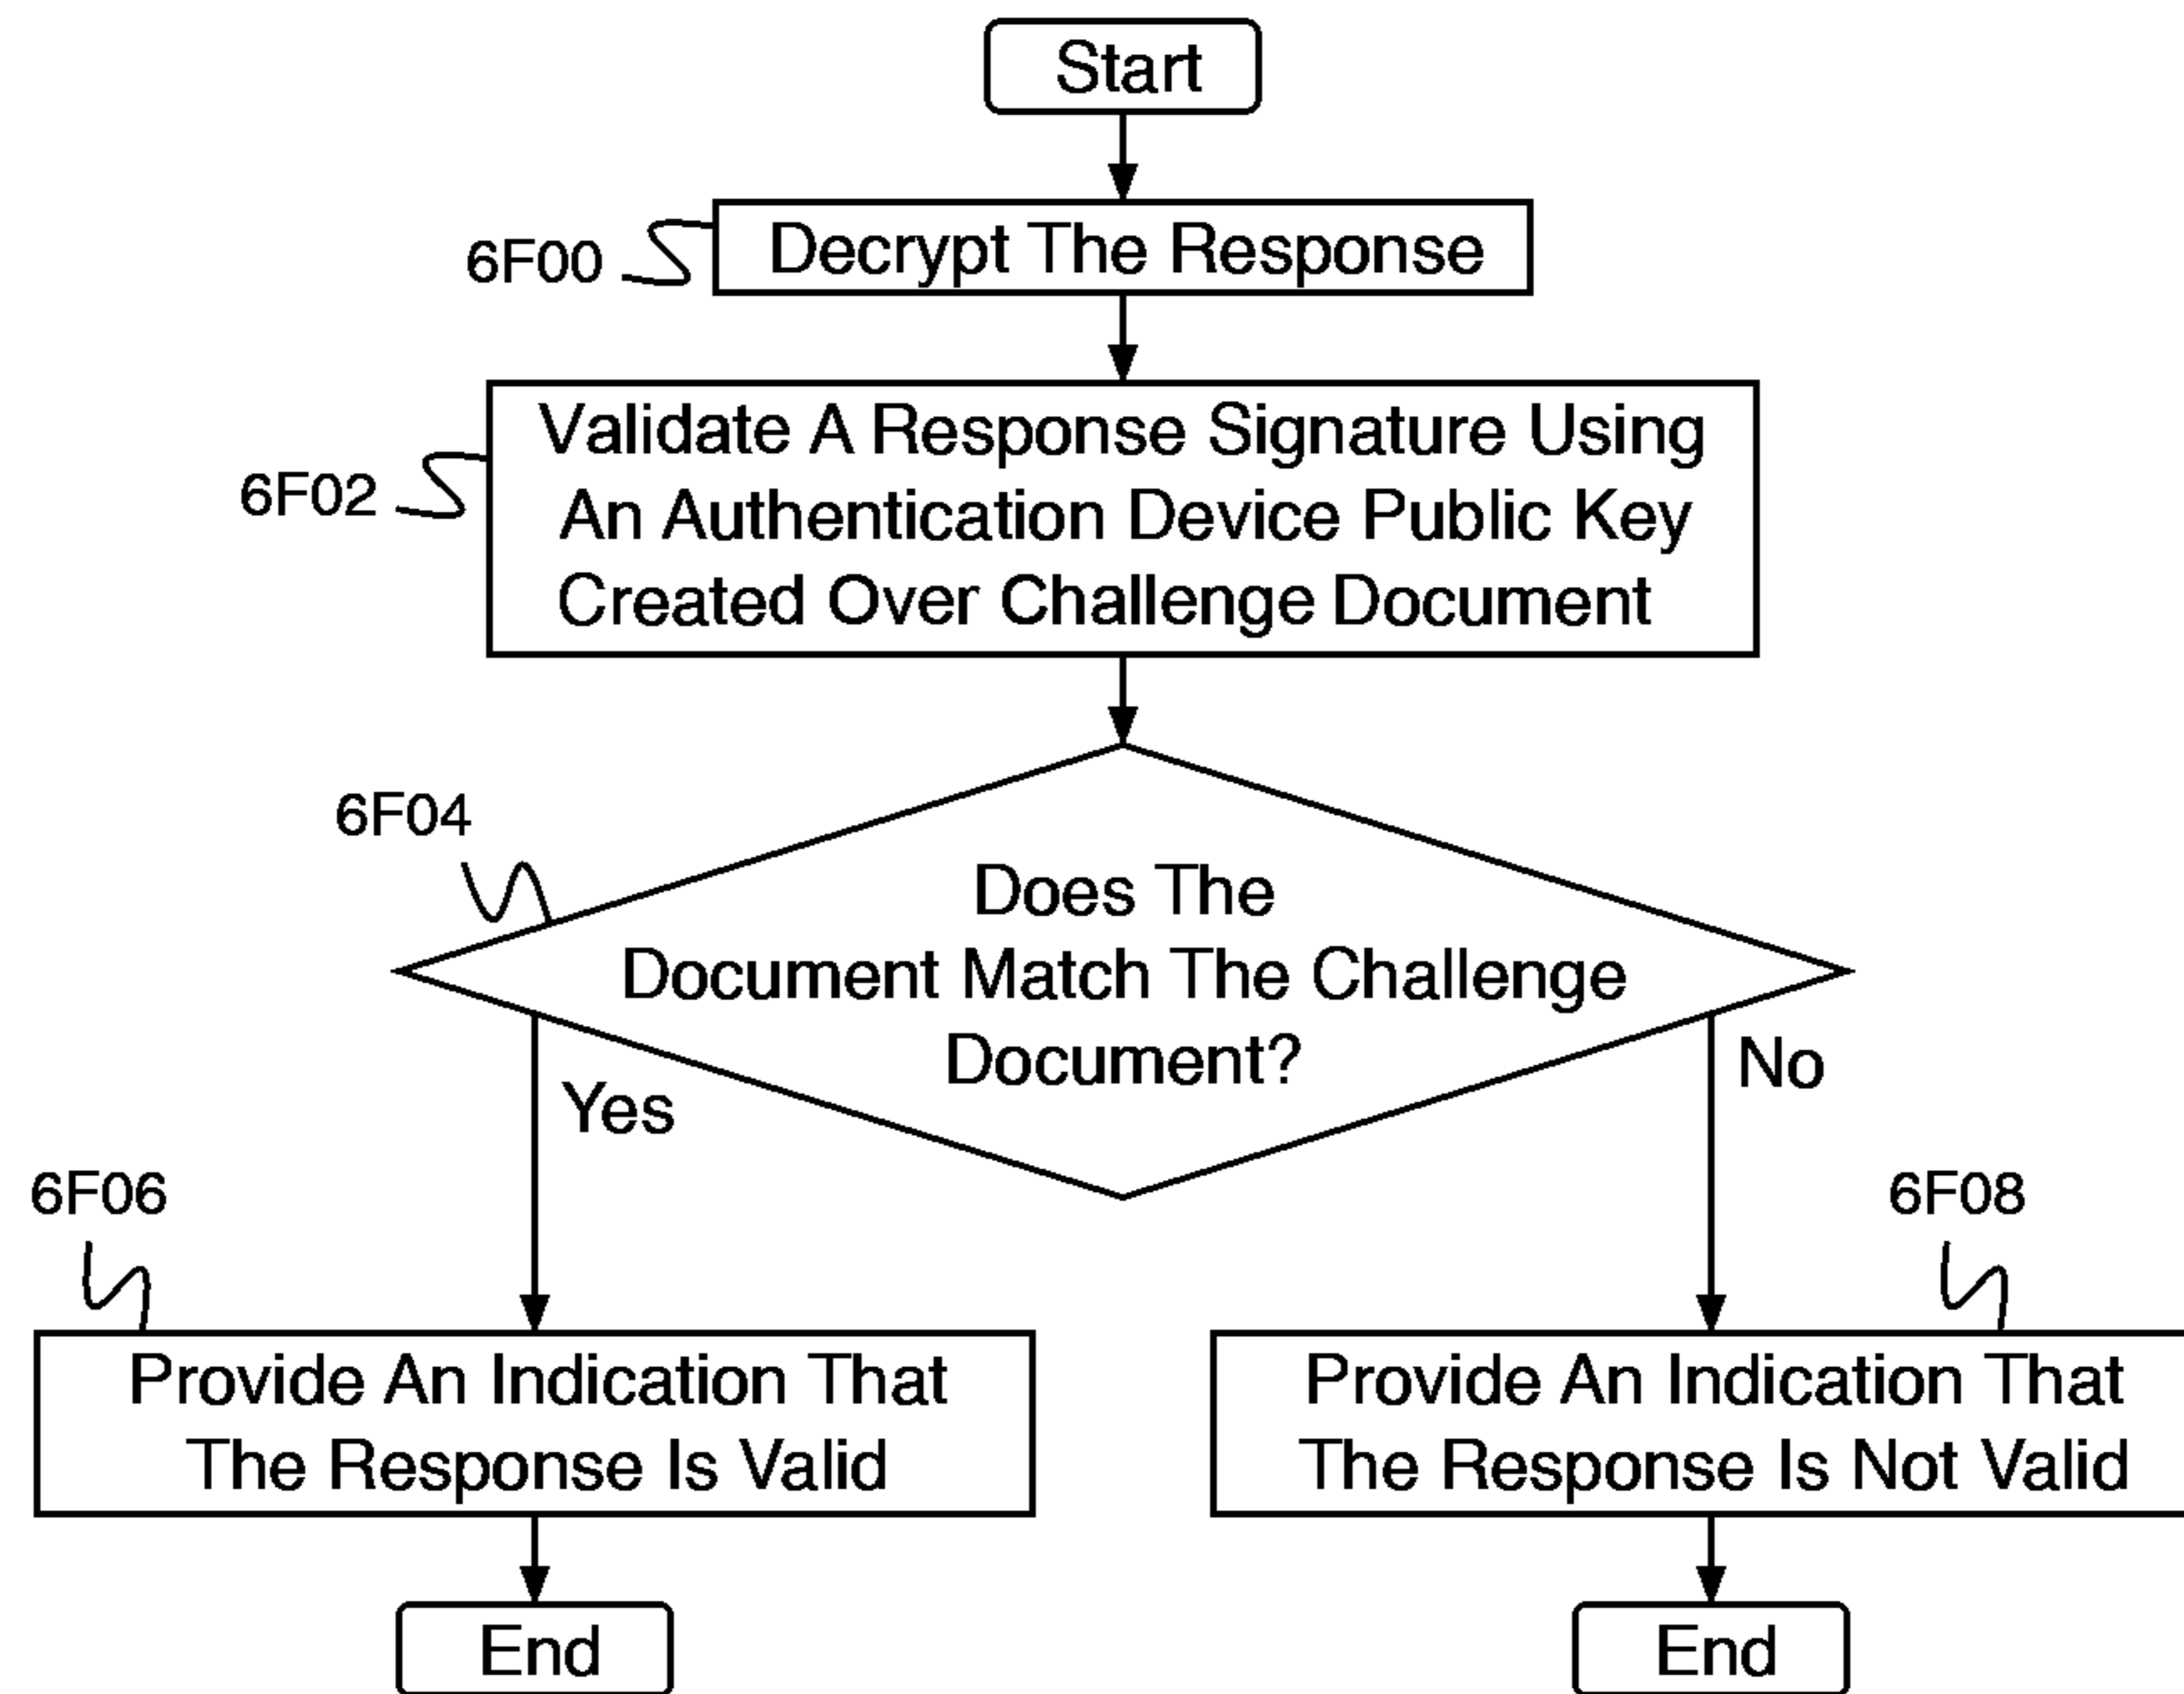 Start
6F00
Decrypt The Response
6F02
Validate A Response Signature Using
An Authentication Device Public Key
Created Over Challenge Document
6F04
Does The
Document Match The Challenge
Document?
Yes
No
6F06
6F08
Provide An Indication That
The Response Is Valid
Provide An Indication That
The Response Is Not Valid
End
End